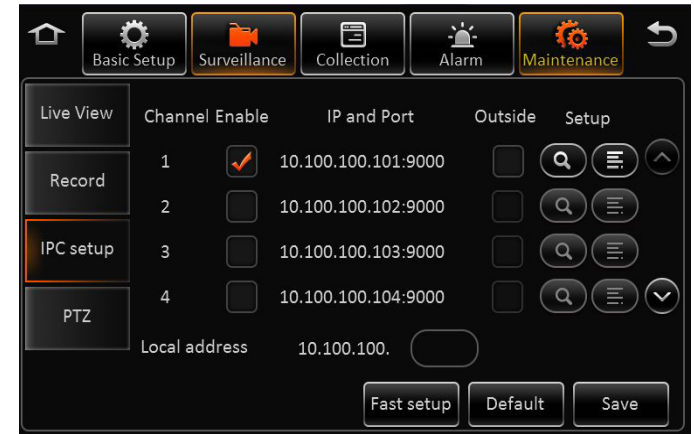 Basic Setup Surveillance Collection Alarm Maintenance
Live View
Record
IPC setup
PTZ
Channel Enable IP and Port Outside Setup
1 10.100.100.101:9000
2 10.100.100.102:9000
3 10.100.100.103:9000
4 10.100.100.104:9000
Local address 10.100.100.
Fast setup Default Save